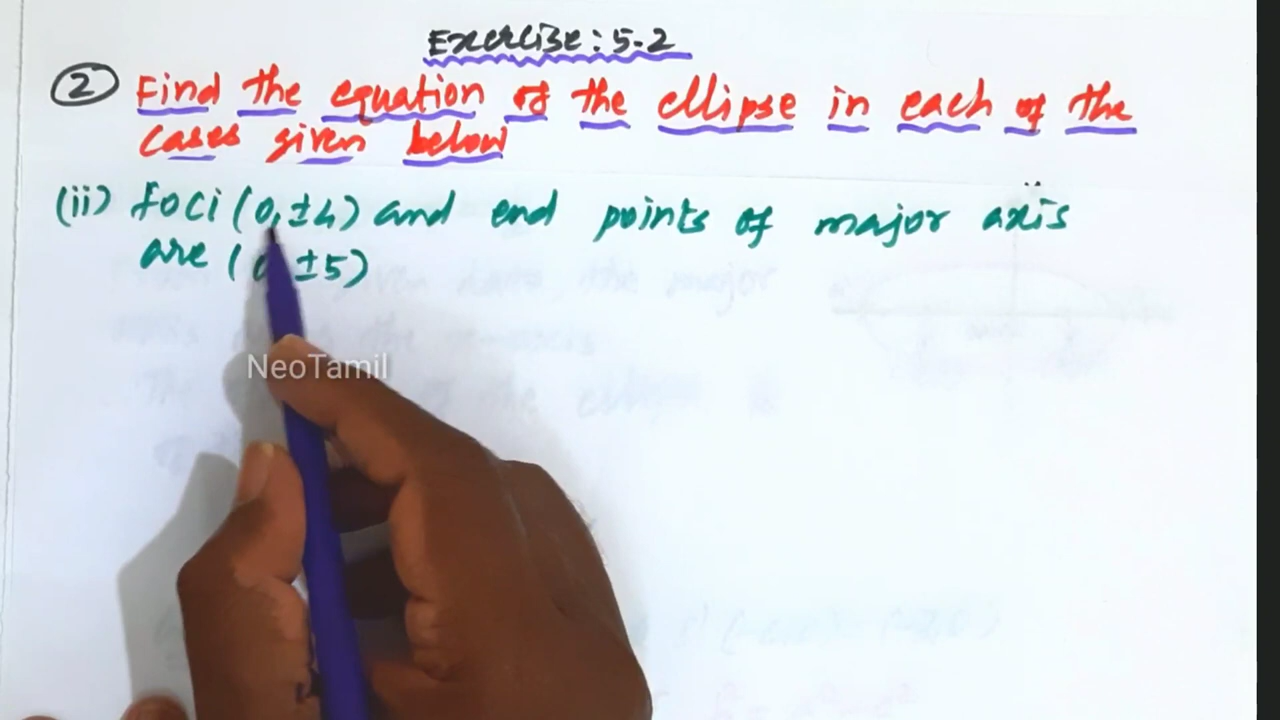 Exercise: 5.2
② Find the equation of the ellipse in each of the
cases given below
(ii) foci (0, ±4) and end points of major axis
are (0, ±5)
NeoTamil